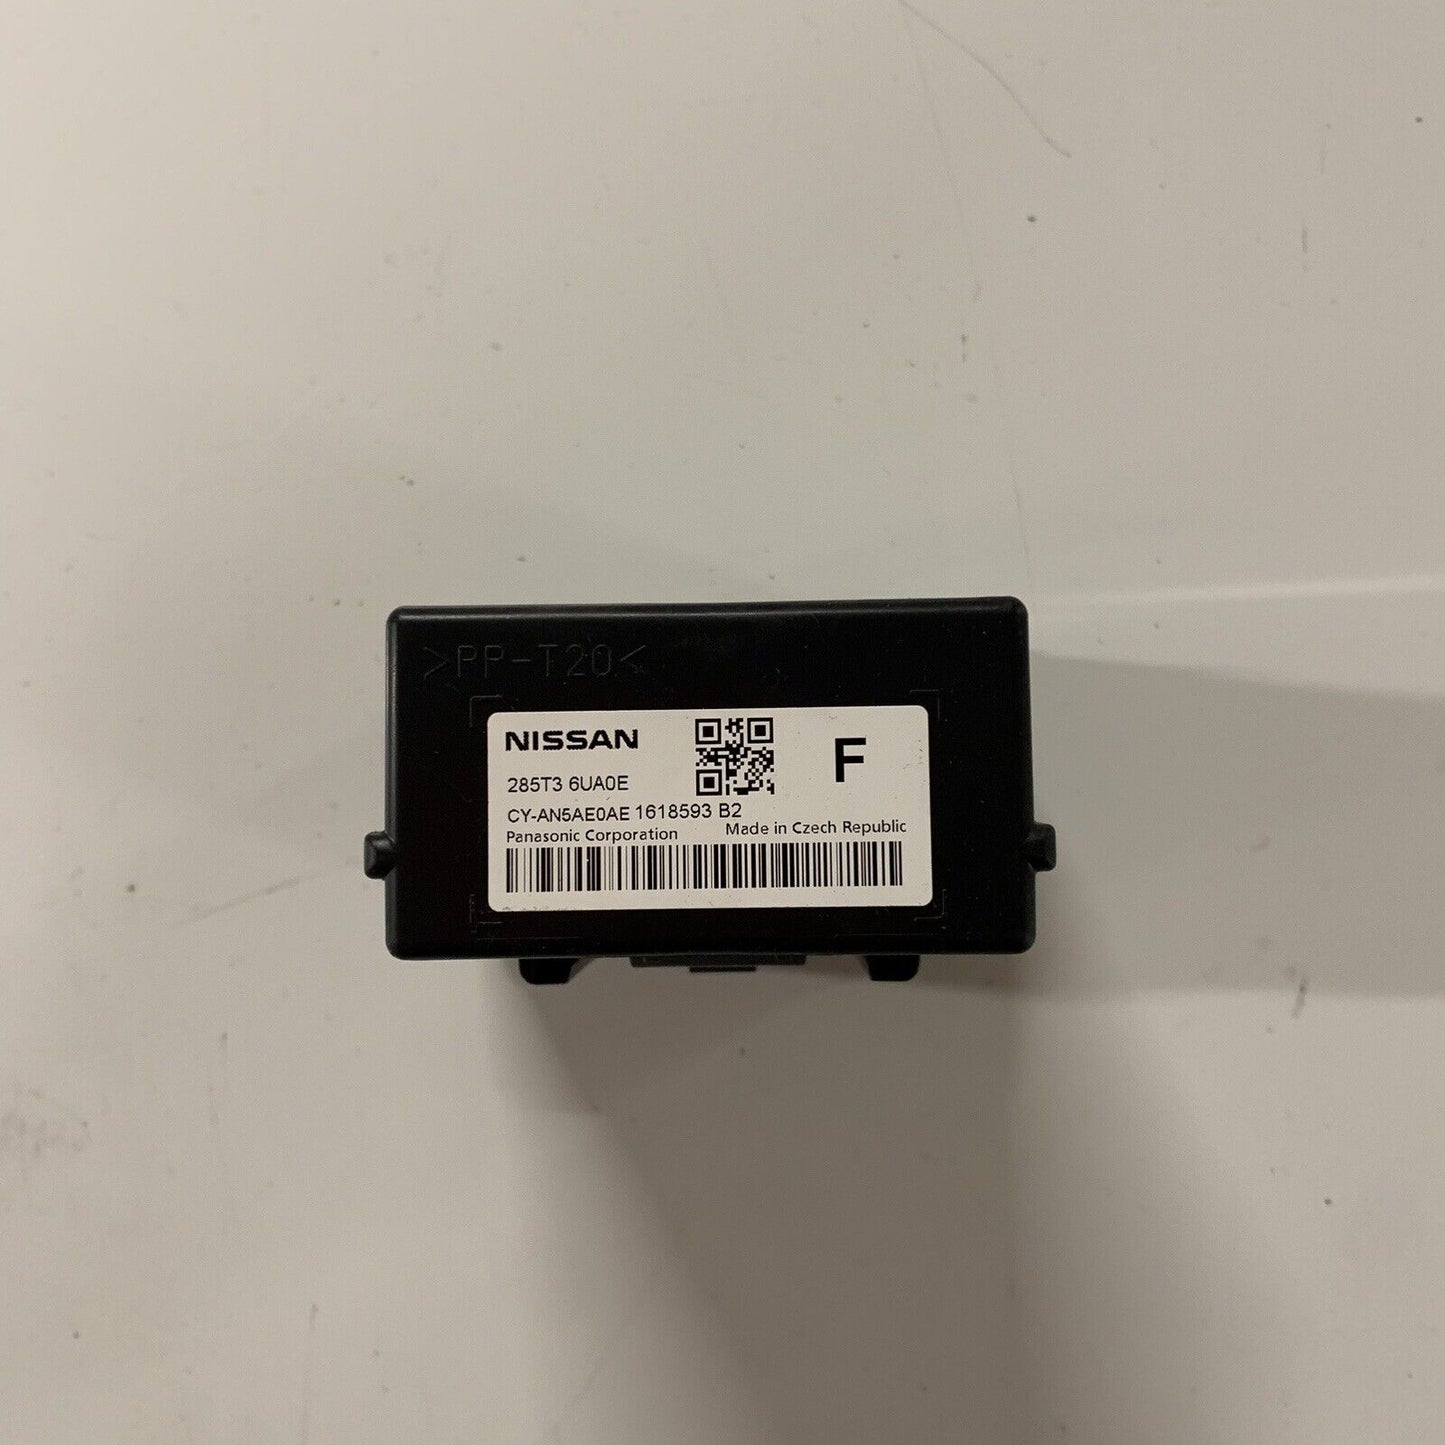 >PP-T20<
NISSAN
F
285T3 6UA0E
CY-AN5AE0AE 1618593 B2
Panasonic Corporation Made in Czech Republic